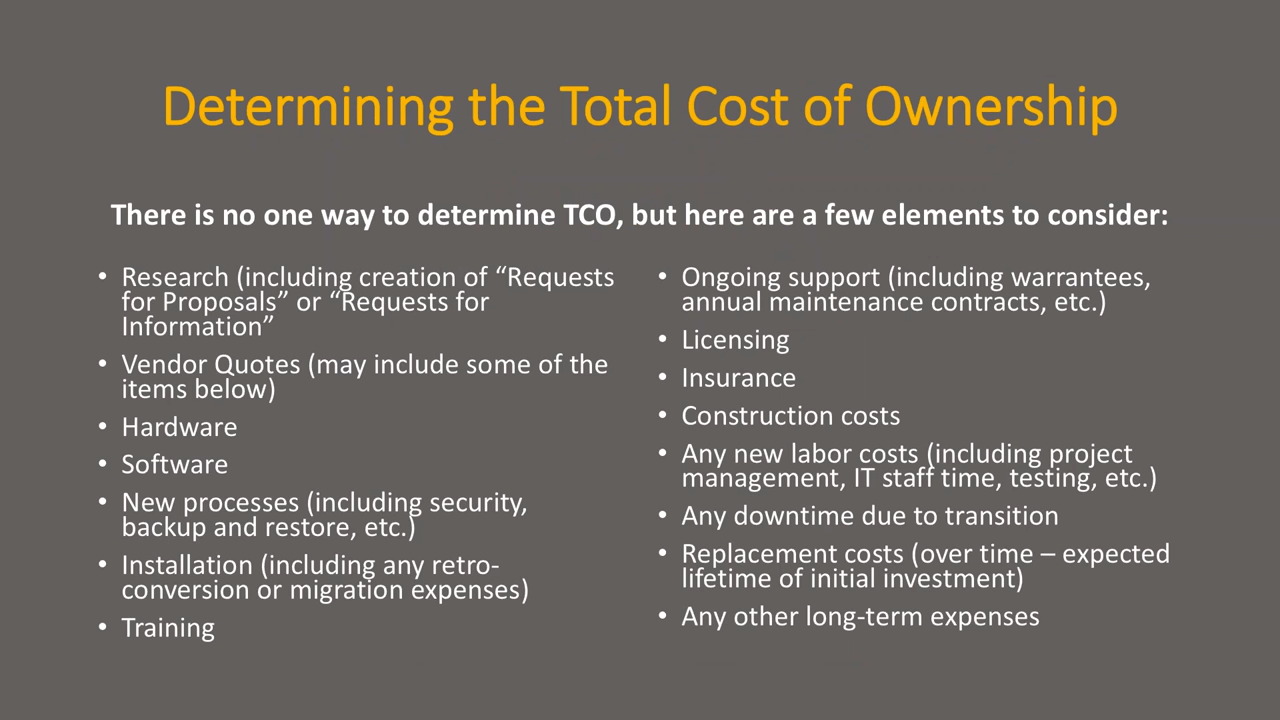 Determining the Total Cost of Ownership
There is no one way to determine TCO, but here are a few elements to consider:
• Research (including creation of “Requests
for Proposals” or “Requests for
Information”
• Vendor Quotes (may include some of the
items below)
• Hardware
• Software
• New processes (including security,
backup and restore, etc.)
• Installation (including any retro-
conversion or migration expenses)
• Training
• Ongoing support (including warrantees,
annual maintenance contracts, etc.)
• Licensing
• Insurance
• Construction costs
• Any new labor costs (including project
management, IT staff time, testing, etc.)
• Any downtime due to transition
• Replacement costs (over time – expected
lifetime of initial investment)
• Any other long-term expenses